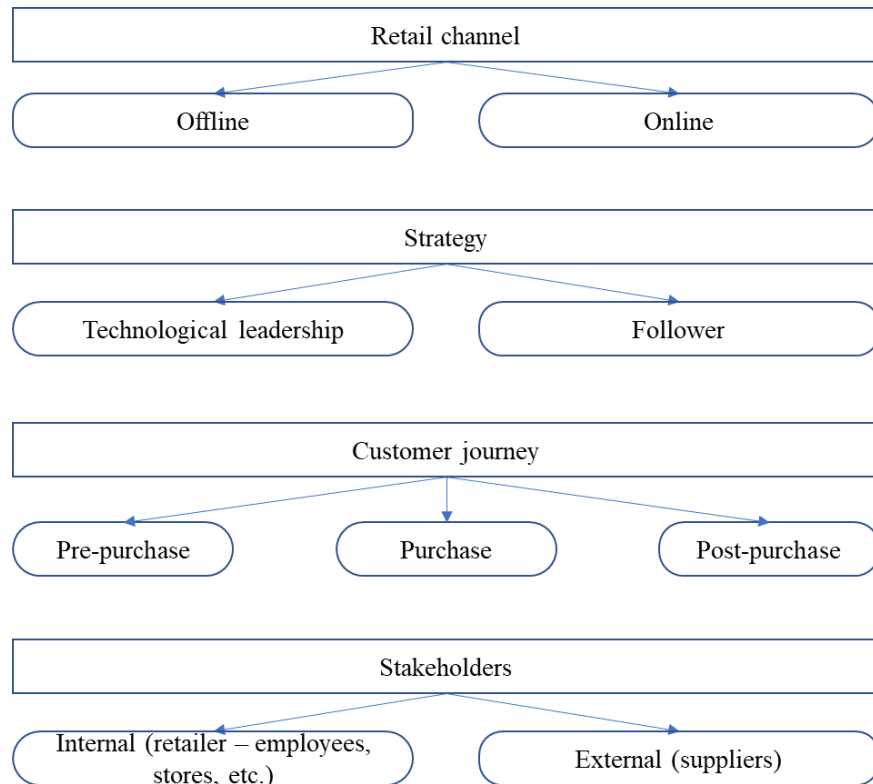 Retail channel
Offline
Online
Strategy
Technological leadership
Follower
Customer journey
Pre-purchase
Purchase
Post-purchase
Stakeholders
Internal (retailer – employees,
stores, etc.)
External (suppliers)